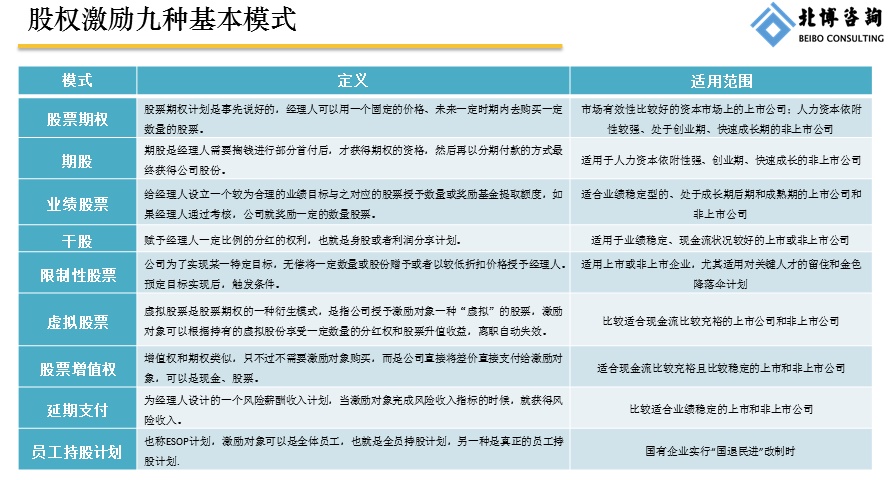 股权激励九种基本模式
北博咨詢
BEIBO CONSULTING
模式
定义
适用范围
股票期权
股票期权计划是事先说好的，经理人可以用一个固定的价格、未来一定时期内去购买一定
数量的股票。
市场有效性比较好的资本市场上的上市公司；人力资本依附
性较强、处于创业期、快速成长期的非上市公司
期股
期股是经理人需要掏钱进行部分首付后，才获得期权的资格，然后再以分期付款的方式最
终获得公司股份。
适用于人力资本依附性强、创业期、快速成长的非上市公司
业绩股票
给经理人设立一个较为合理的业绩目标与之对应的股票授予数量或奖励基金提取额度，如
果经理人通过考核，公司就奖励一定的数量股票。
适合业绩稳定型的、处于成长期后期和成熟期的上市公司和
非上市公司
干股
赋予经理人一定比例的分红的权利，也就是身股或者利润分享计划。
适用于业绩稳定、现金流状况较好的上市或非上市公司
限制性股票
公司为了实现某一特定目标，无偿将一定数量或股份赠予或者以较低折扣价格授予经理人。
预定目标实现后，触发条件。
适用上市或非上市企业，尤其适用对关键人才的留住和金色
降落伞计划
虚拟股票
虚拟股票是股票期权的一种衍生模式，是指公司授予激励对象一种“虚拟”的股票，激励
对象可以根据持有的虚拟股份享受一定数量的分红权和股票升值收益，离职自动失效。
比较适合现金流比较充裕的上市公司和非上市公司
股票增值权
增值权和期权类似，只不过不需要激励对象购买，而是公司直接将差价直接支付给激励对
象，可以是现金、股票。
适合现金流比较充裕且比较稳定的上市和非上市公司
延期支付
为经理人设计的一个风险薪酬收入计划，当激励对象完成风险收入指标的时候，就获得风
险收入。
比较适合业绩稳定的上市和非上市公司
员工持股计划
也称ESOP计划，激励对象可以是全体员工，也就是全员持股计划，另一种是真正的员工持
股计划.
国有企业实行“国退民进”改制时